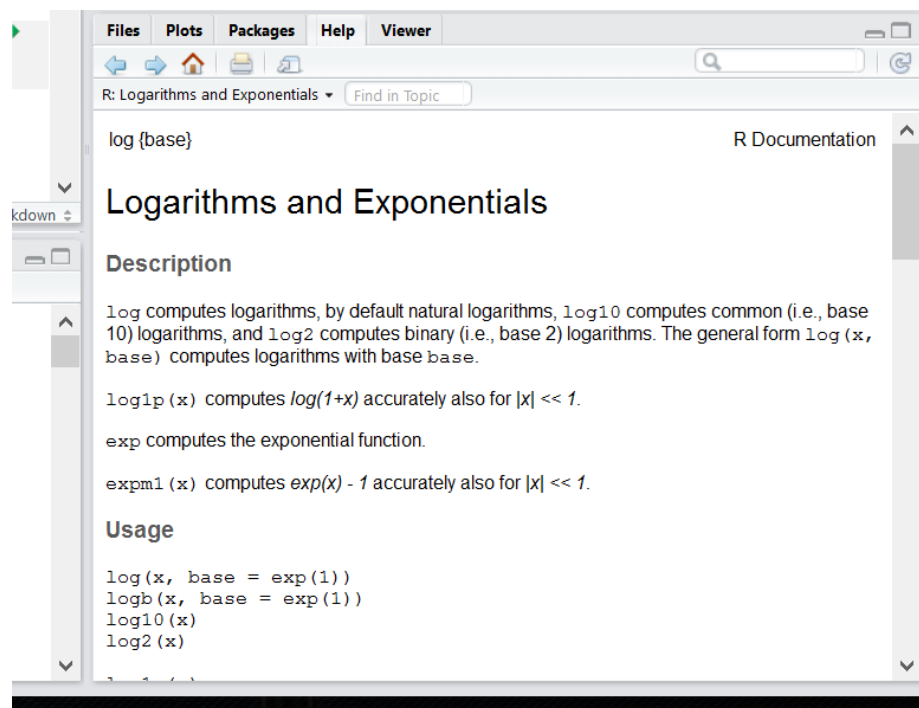 Files Plots Packages Help Viewer
R: Logarithms and Exponentials Find in Topic
log {base} R Documentation
Logarithms and Exponentials
kdown
Description
log computes logarithms, by default natural logarithms, log10 computes common (i.e., base
10) logarithms, and log2 computes binary (i.e., base 2) logarithms. The general form log(x,
base) computes logarithms with base base.
log1p(x) computes log(1+x) accurately also for |x| << 1.
exp computes the exponential function.
expm1(x) computes exp(x) - 1 accurately also for |x| << 1.
Usage
log(x, base = exp(1))
logb(x, base = exp(1))
log10(x)
log2(x)